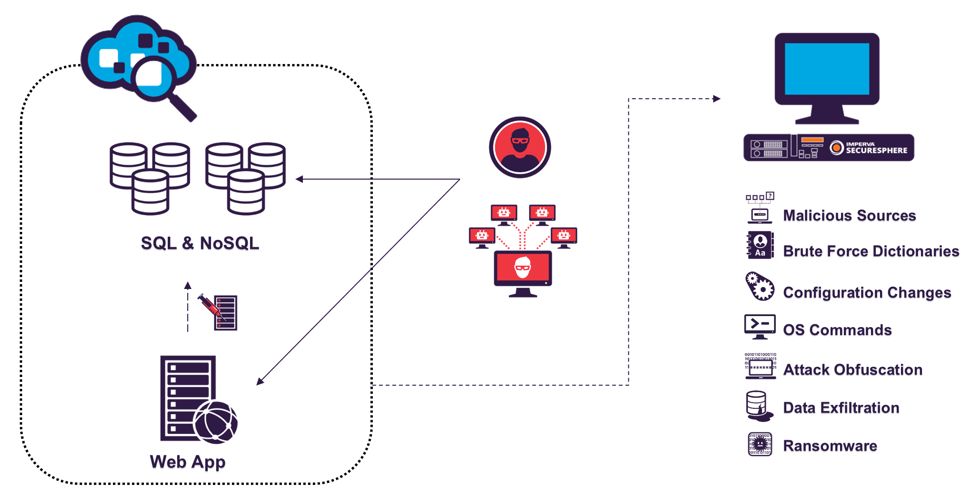 IMPERVA
SECURESPHERE
Malicious Sources
Aa
Brute Force Dictionaries
Configuration Changes
OS Commands
Attack Obfuscation
Data Exfiltration
Ransomware
SQL & NoSQL
Web App